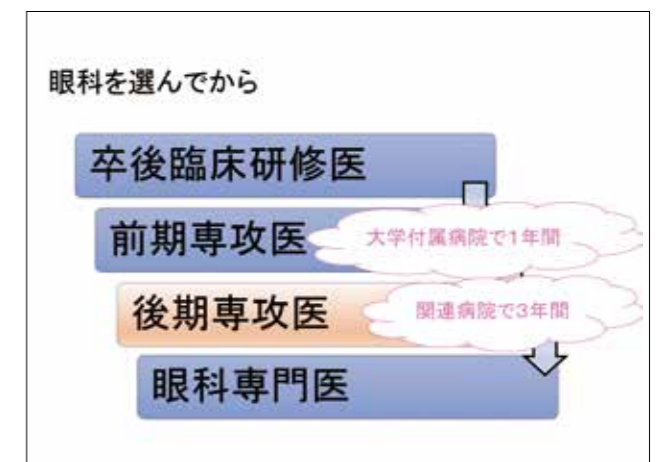 眼科を選んでから
卒後臨床研修医
前期専攻医
大学付属病院で1年間
後期専攻医
関連病院で3年間
眼科専門医